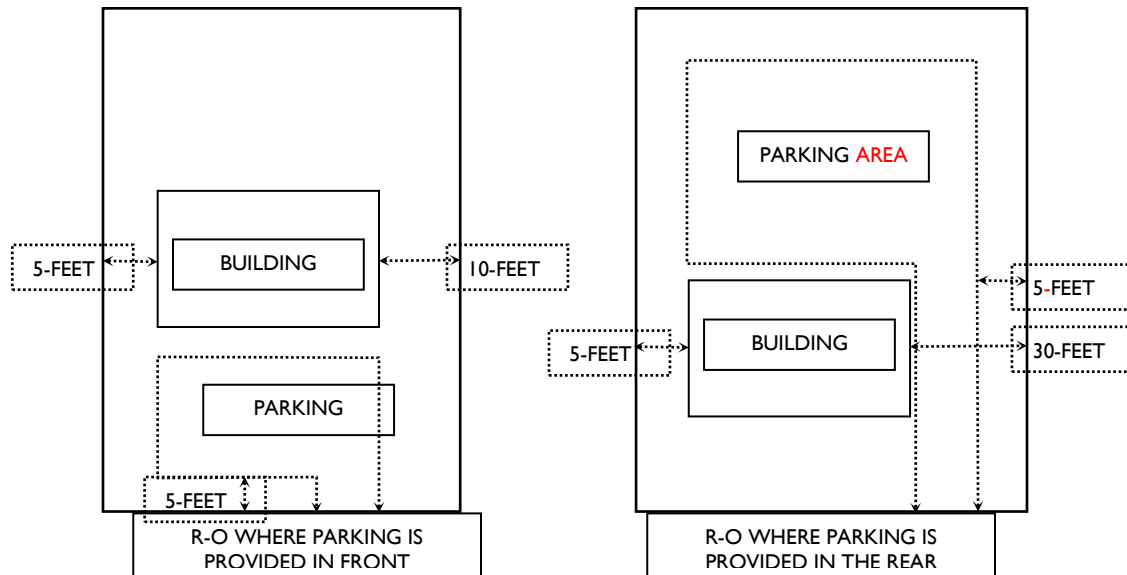 BUILDING
5-FEET
10-FEET
PARKING
5-FEET
R-O WHERE PARKING IS
PROVIDED IN FRONT
PARKING AREA
5-FEET
BUILDING
5-FEET
30-FEET
R-O WHERE PARKING IS
PROVIDED IN THE REAR